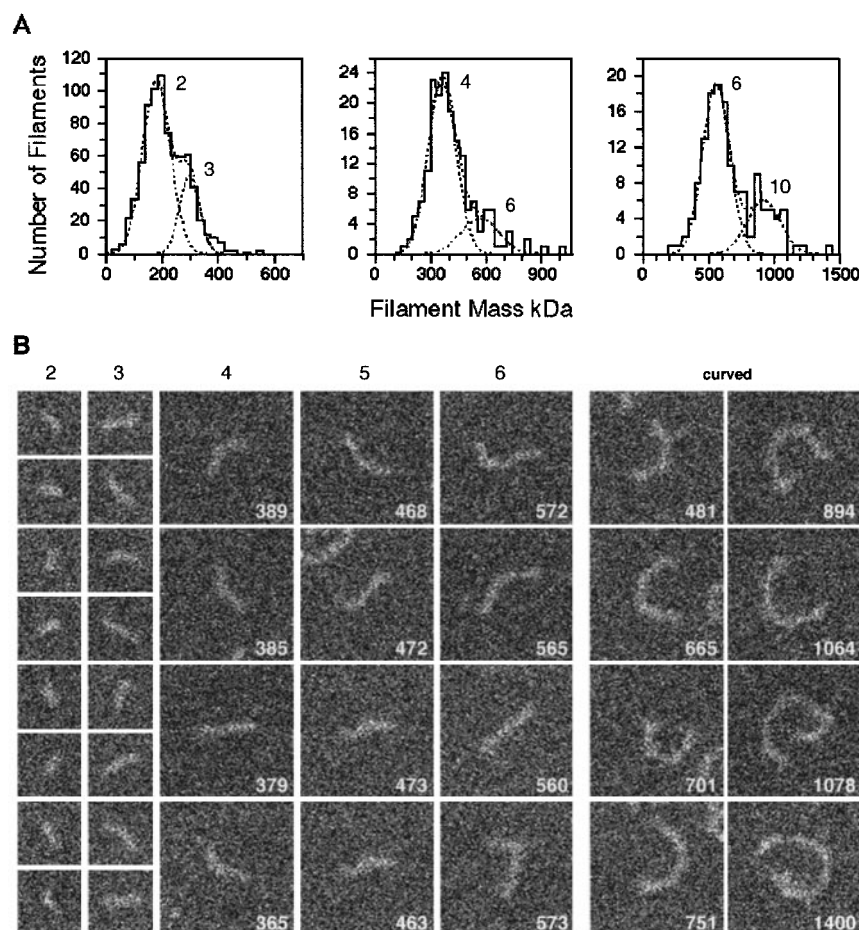 A
Number of Filaments
120
100
80
60
40
20
0
0 200 400 600
2
3
24
20
16
12
8
4
0
0 300 600 900
4
6
20
16
12
8
4
0
0 500 1000 1500
6
10
Filament Mass kDa
B
2 3 4 5 6 curved
389 468 572 481 894
385 472 565 665 1064
379 473 560 701 1078
365 463 573 751 1400